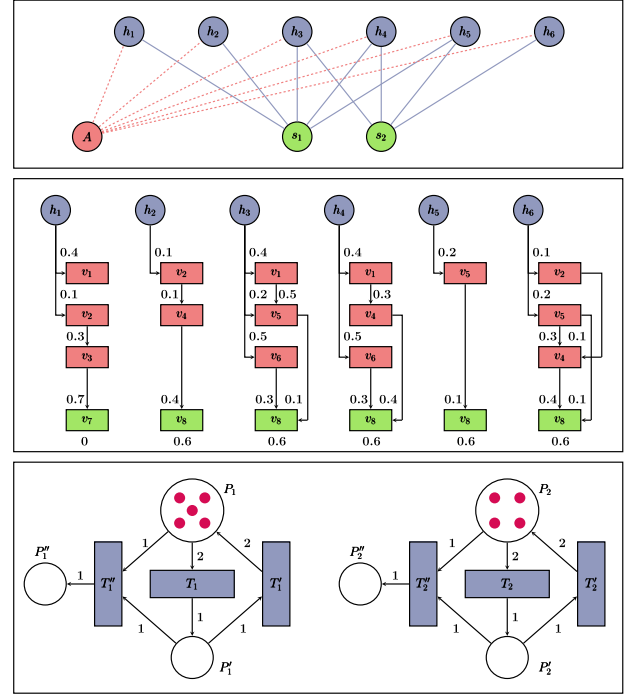 h₁ h₂ h₃ h₄ h₅ h₆
A s₁ s₂
h₁ h₂ h₃ h₄ h₅ h₆
0.4 0.1 0.4 0.4 0.2 0.1
v₁ v₂ v₁ v₁ v₅ v₂
0.1 0.1 0.2 0.5 0.3 0.2
v₂ v₄ v₅ v₄ v₅
0.3 0.5 0.5 0.3 0.1
v₃ v₆ v₆ v₄
0.7 0.4 0.3 0.1 0.3 0.4 0.1 0.4 0.1
v₇ v₈ v₈ v₈ v₈ v₈
0 0.6 0.6 0.6 0.6 0.6
P₁ P₂
1 2 1 2
P₁″ 2 P₂″ 2
1 T₁″ T₁ T₁′ 1 T₂″ T₂ T₂′
1 1 1 1 1 1
P₁′ P₂′